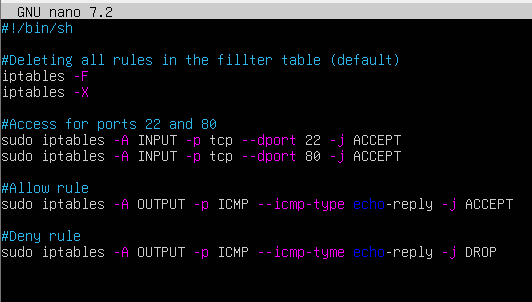 GNU nano 7.2
#!/bin/sh
#Deleting all rules in the fillter table (default)
iptables -F
iptables -X
#Access for ports 22 and 80
sudo iptables -A INPUT -p tcp --dport 22 -j ACCEPT
sudo iptables -A INPUT -p tcp --dport 80 -j ACCEPT
#Allow rule
sudo iptables -A OUTPUT -p ICMP --icmp-type echo-reply -j ACCEPT
#Deny rule
sudo iptables -A OUTPUT -p ICMP --icmp-tyme echo-reply -j DROP